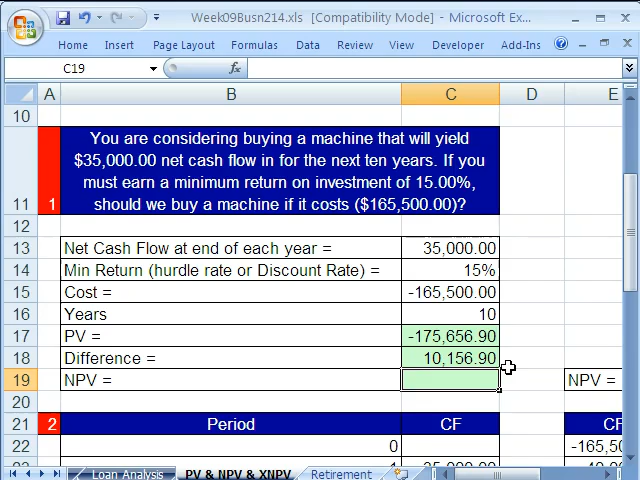 Week09Busn214.xls [Compatibility Mode] - Microsoft Ex...
Home Insert Page Layout Formulas Data Review View Developer Add-Ins
C19 fx
A B C D E
10
11 1 You are considering buying a machine that will yield
$35,000.00 net cash flow in for the next ten years. If you
must earn a minimum return on investment of 15.00%,
should we buy a machine if it costs ($165,500.00)?
12
13 Net Cash Flow at end of each year = 35,000.00
14 Min Return (hurdle rate or Discount Rate) = 15%
15 Cost = -165,500.00
16 Years 10
17 PV = -175,656.90
18 Difference = 10,156.90
19 NPV = NPV =
20
21 2 Period CF CF
22 0 -165,50
Loan Analysis PV & NPV & XNPV Retirement